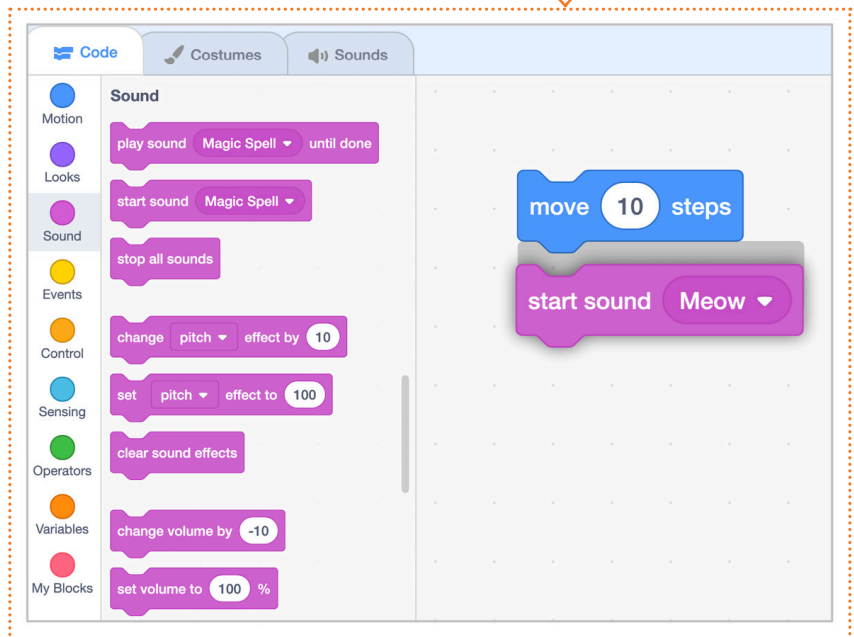 Code
Costumes
Sounds
Motion
Looks
Sound
Events
Control
Sensing
Operators
Variables
My Blocks
Sound
play sound Magic Spell until done
start sound Magic Spell
stop all sounds
change pitch effect by 10
set pitch effect to 100
clear sound effects
change volume by -10
set volume to 100 %
move 10 steps
start sound Meow